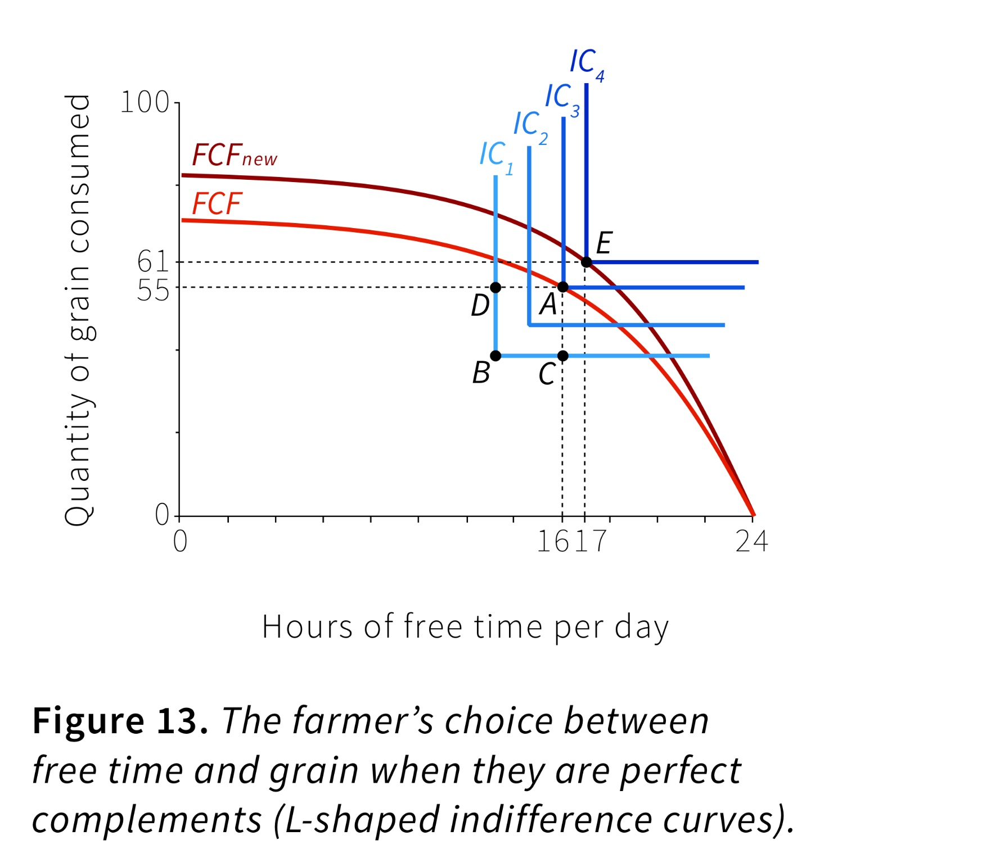 IC4
IC3
IC2
IC1
100
FCFnew
FCF
61
55
0
E
D
A
B
C
0
16
17
24
Quantity of grain consumed
Hours of free time per day
Figure 13. The farmer’s choice between
free time and grain when they are perfect
complements (L-shaped indifference curves).